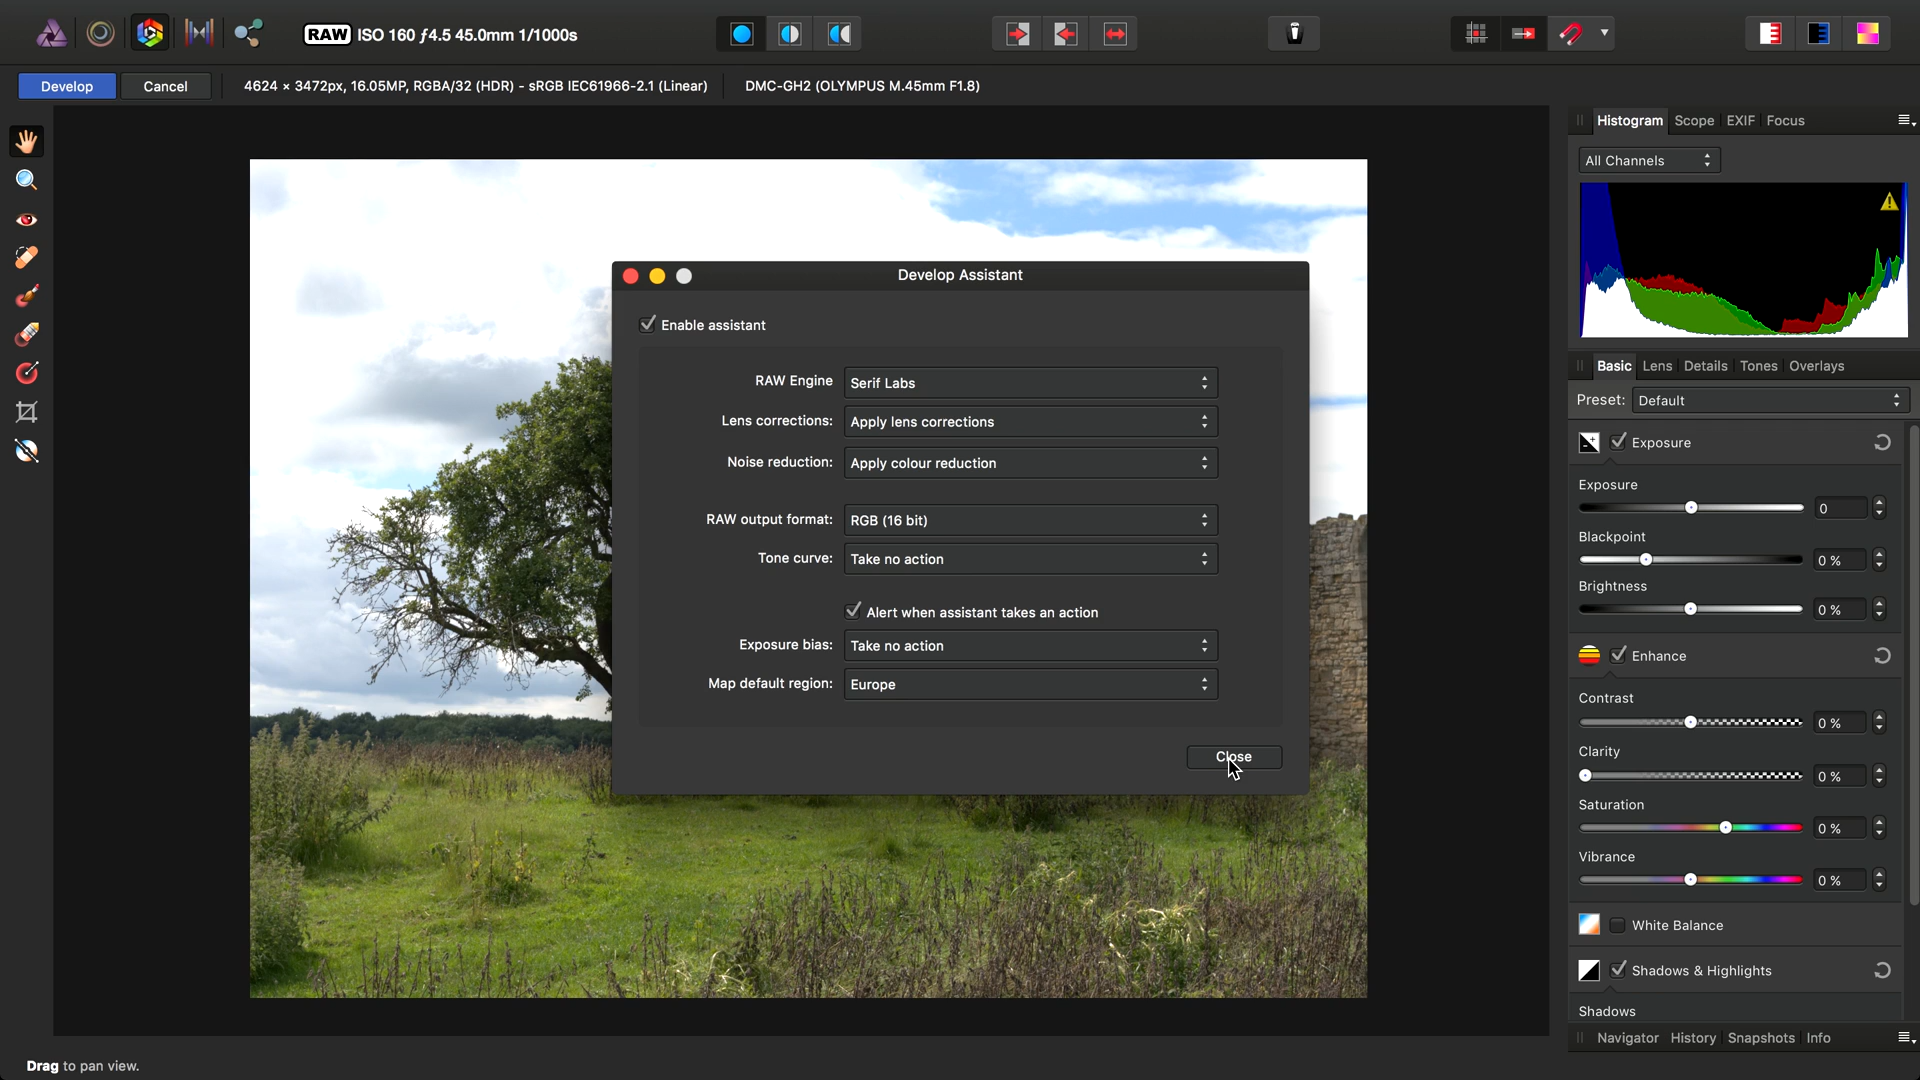 RAW ISO 160 ƒ4.5 45.0mm 1/1000s
Develop
Cancel
4624 × 3472px, 16.05MP, RGBA/32 (HDR) - sRGB IEC61966-2.1 (Linear)
DMC-GH2 (OLYMPUS M.45mm F1.8)
Histogram Scope EXIF Focus
All Channels
Develop Assistant
Enable assistant
RAW Engine Serif Labs
Lens corrections: Apply lens corrections
Noise reduction: Apply colour reduction
RAW output format: RGB (16 bit)
Tone curve: Take no action
Alert when assistant takes an action
Exposure bias: Take no action
Map default region: Europe
Close
Basic Lens Details Tones Overlays
Preset: Default
Exposure
Exposure
0
Blackpoint
0 %
Brightness
0 %
Enhance
Contrast
0 %
Clarity
0 %
Saturation
0 %
Vibrance
0 %
White Balance
Shadows & Highlights
Shadows
Navigator History Snapshots Info
Drag to pan view.